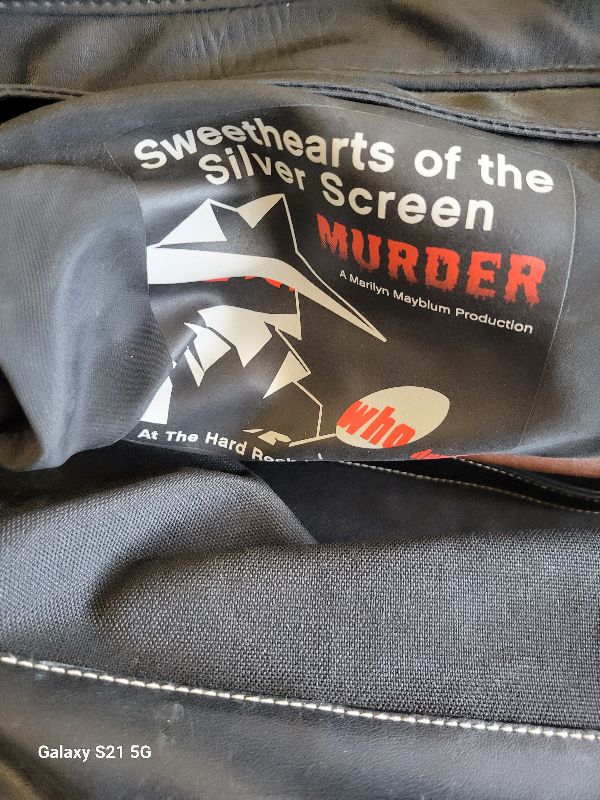 Sweethearts of the
Silver Screen
MURDER
A Marilyn Mayblum Production
who
At The Hard
Galaxy S21 5G